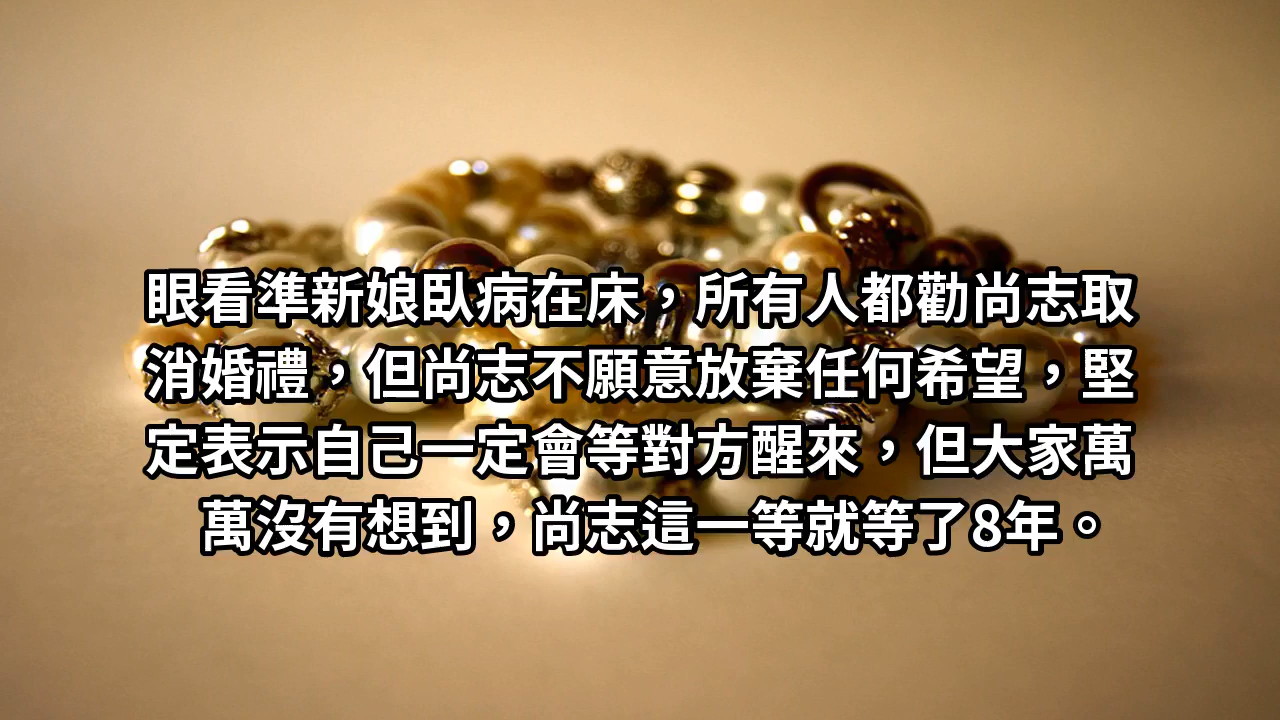 眼看準新娘臥病在床，所有人都勸尚志取
消婚禮，但尚志不願意放棄任何希望，堅
定表示自己一定會等對方醒來，但大家萬
萬沒有想到，尚志這一等就等了8年。